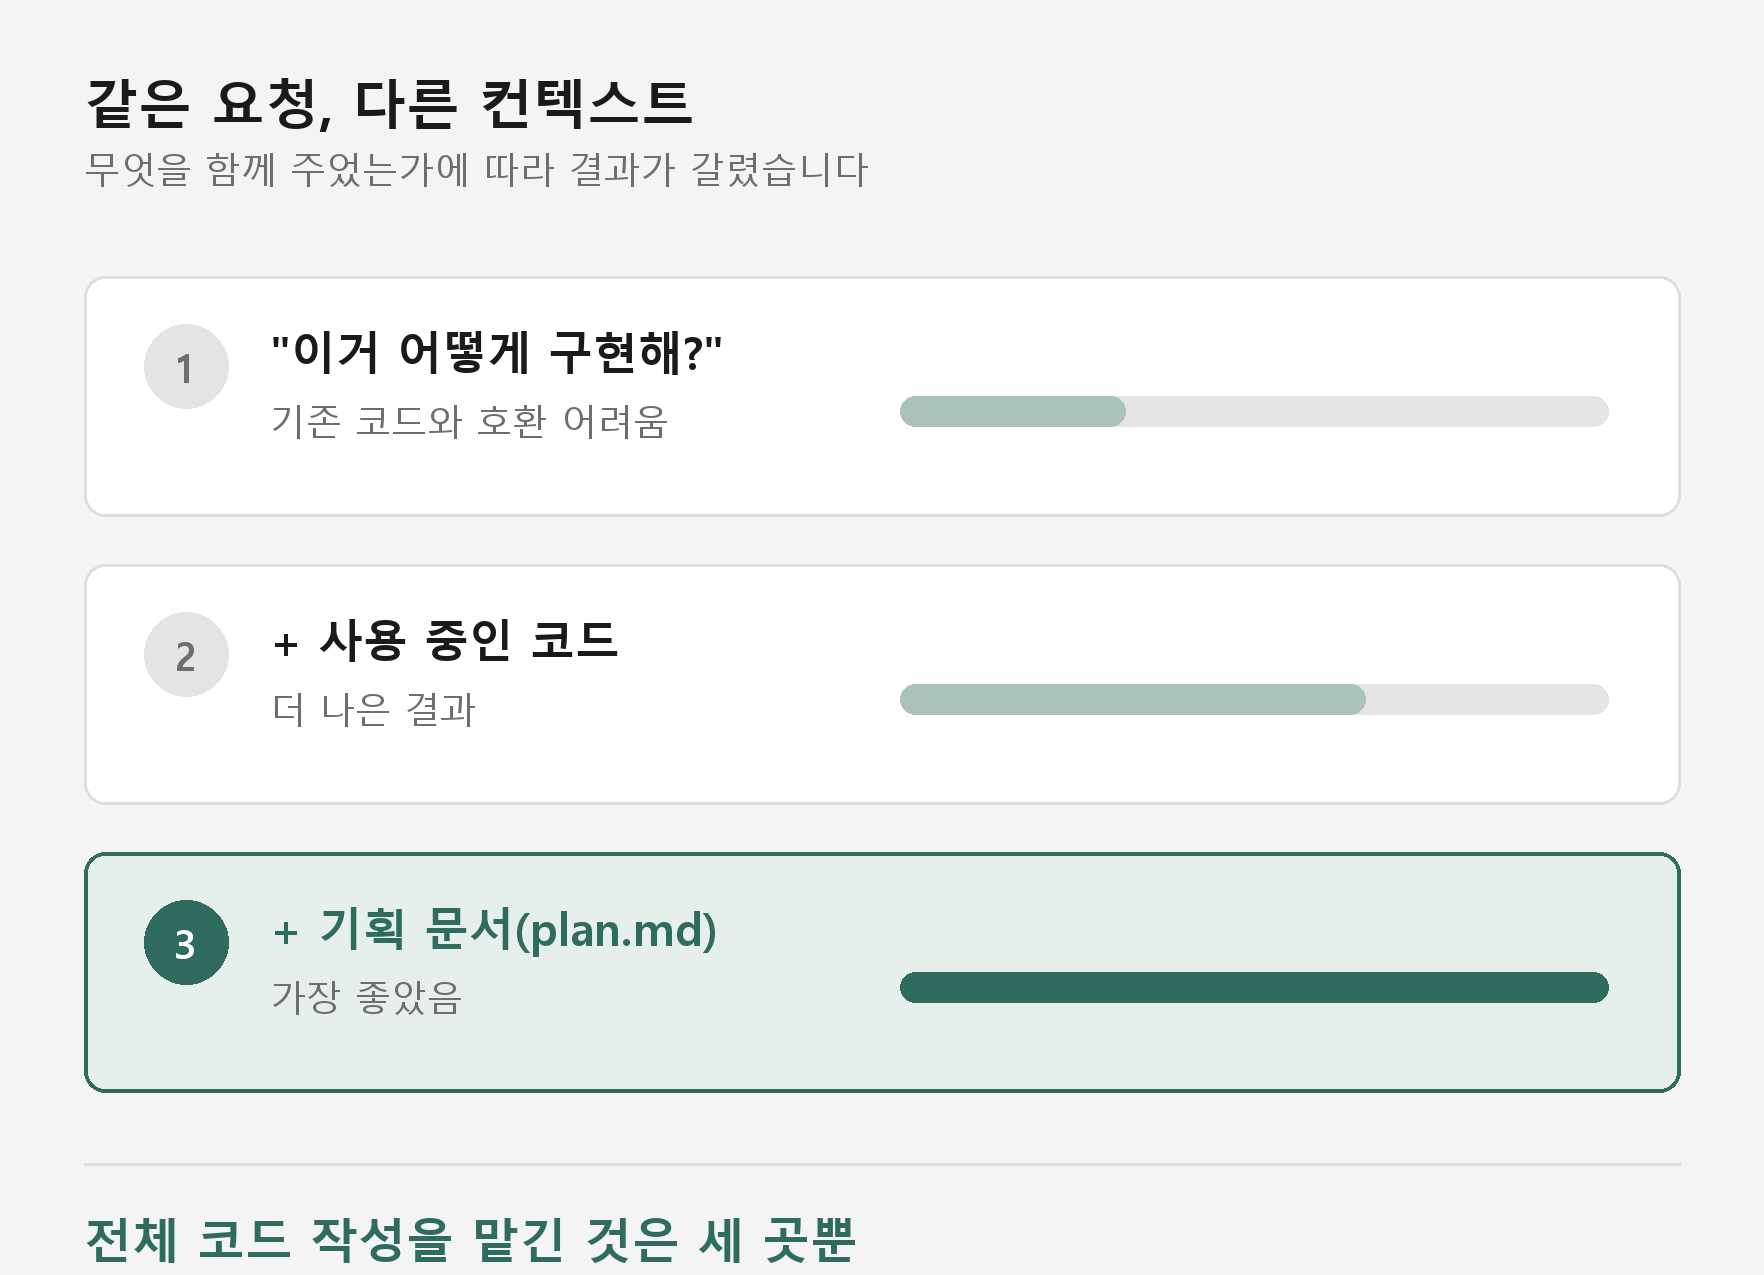 같은 요청, 다른 컨텍스트
무엇을 함께 주었는가에 따라 결과가 갈렸습니다
1
"이거 어떻게 구현해?"
기존 코드와 호환 어려움
2
+ 사용 중인 코드
더 나은 결과
3
+ 기획 문서(plan.md)
가장 좋았음
전체 코드 작성을 맡긴 것은 세 곳뿐